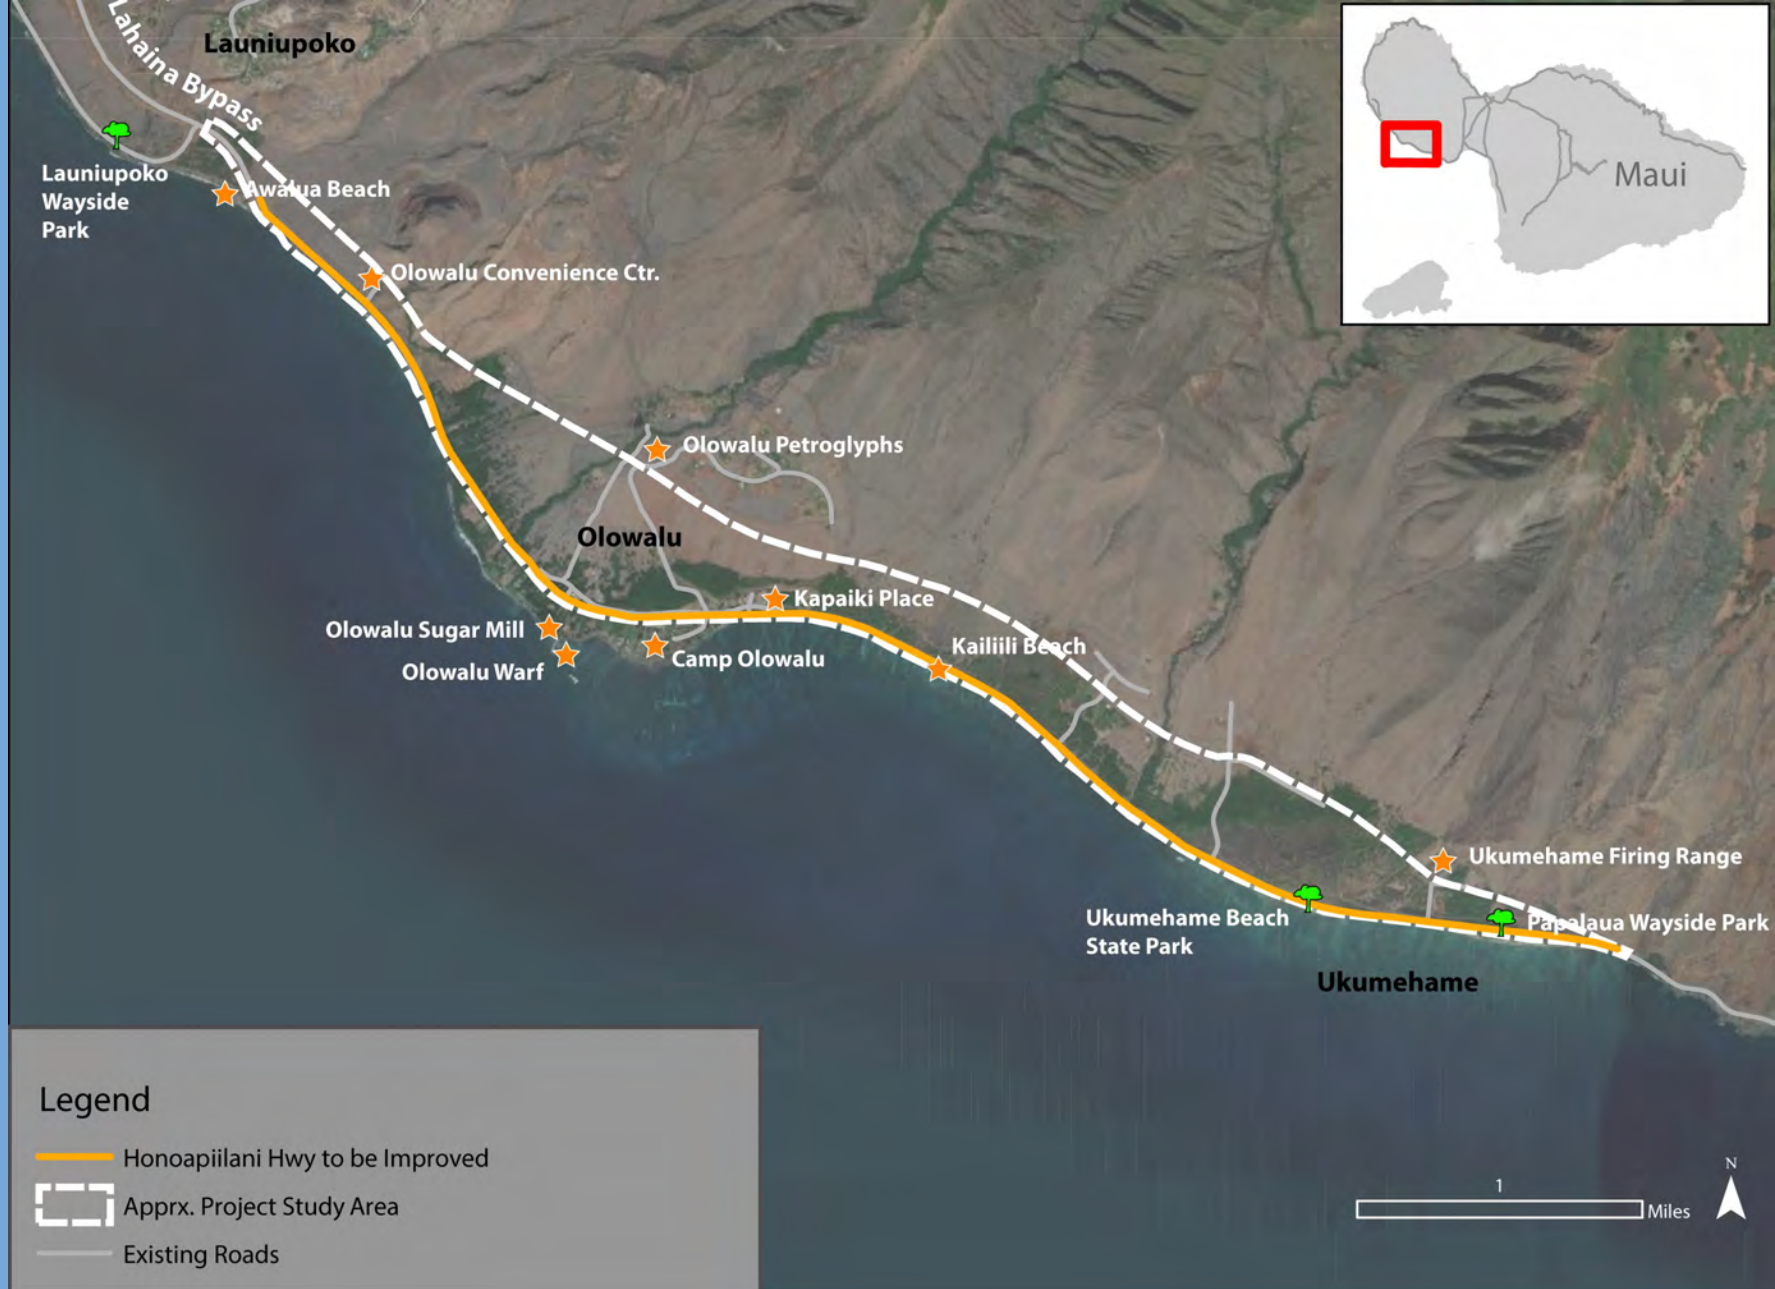 Launiupoko
Lahaina Bypass
Launiupoko
Wayside
Park
Awalua Beach
Maui
Olowalu Convenience Ctr.
Olowalu Petroglyphs
Olowalu
Kapaiki Place
Olowalu Sugar Mill
Kailiili Beach
Camp Olowalu
Olowalu Warf
Ukumehame Firing Range
Ukumehame Beach
State Park
Papalaua Wayside Park
Ukumehame
Legend
Honoapiilani Hwy to be Improved
Apprx. Project Study Area
Existing Roads
N
1
Miles